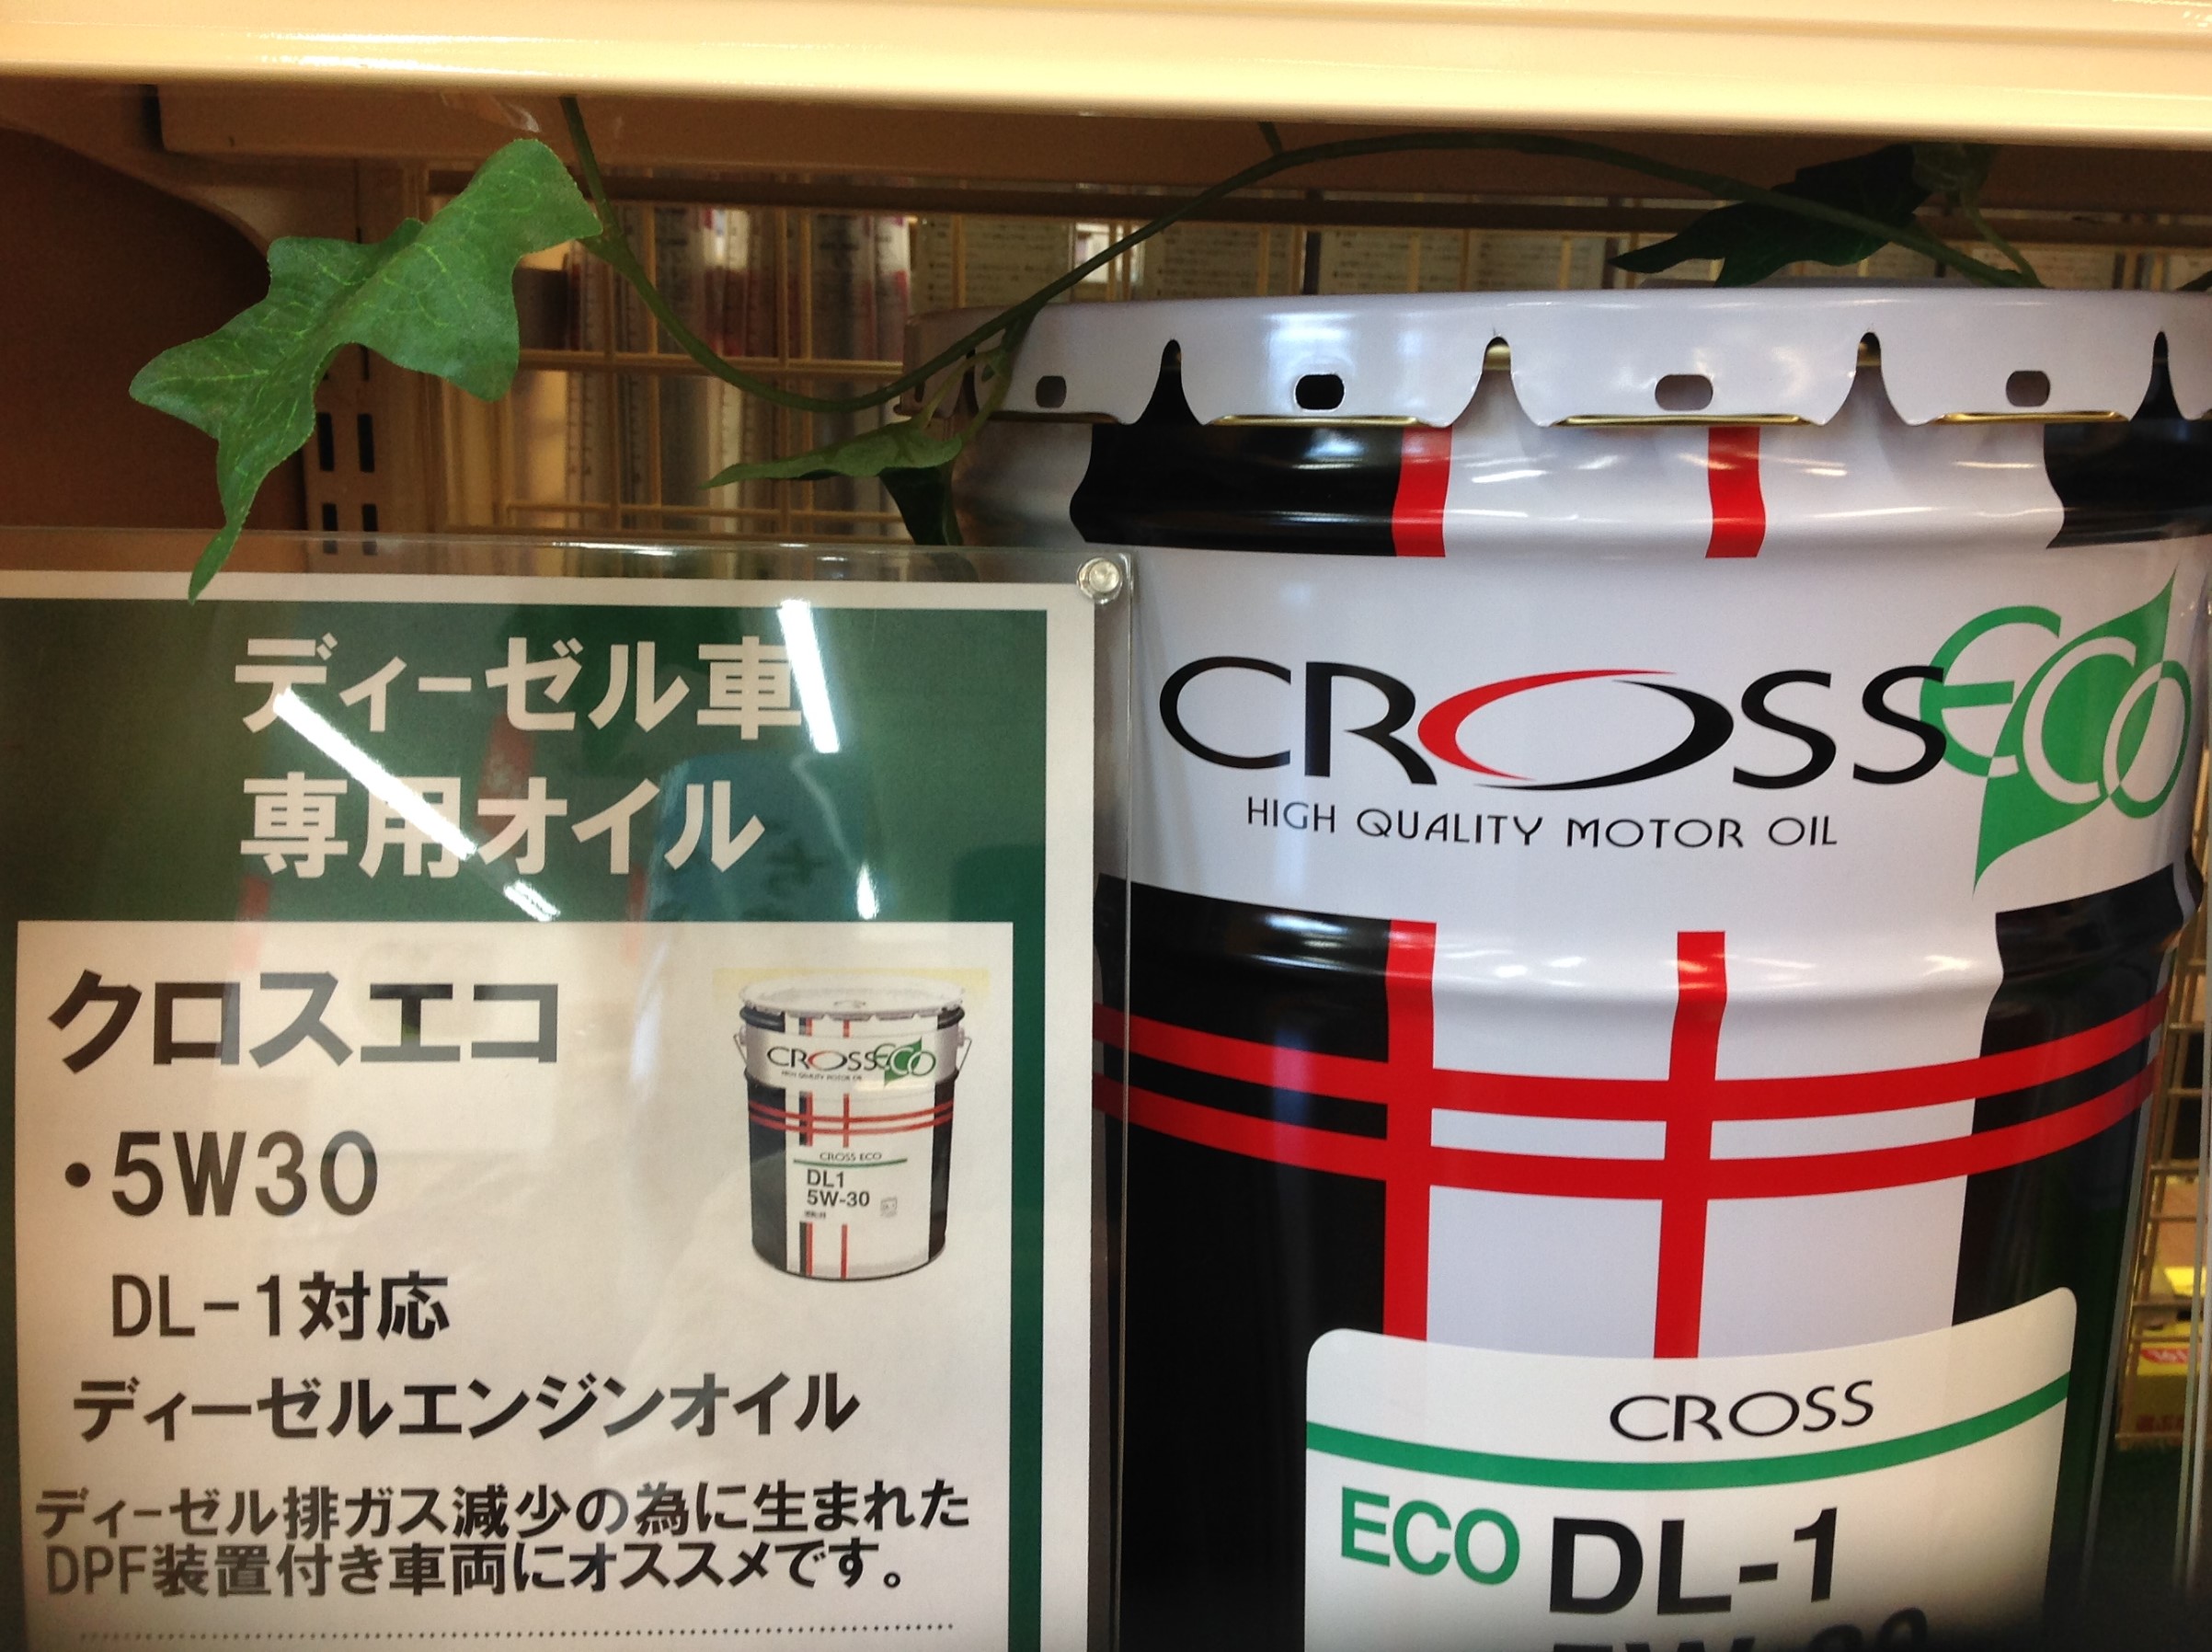 ディーゼル車
専用オイル
クロスエコ
・5W30
DL-1対応
ディーゼルエンジンオイル
ディーゼル排ガス減少の為に生まれた
DPF装置付き車両にオススメです。
CROSSECO
HIGH QUALITY MOTOR OIL
CROSS ECO
DL1
5W-30
CROSSECO
HIGH QUALITY MOTOR OIL
CROSS
ECO DL-1
5W-30